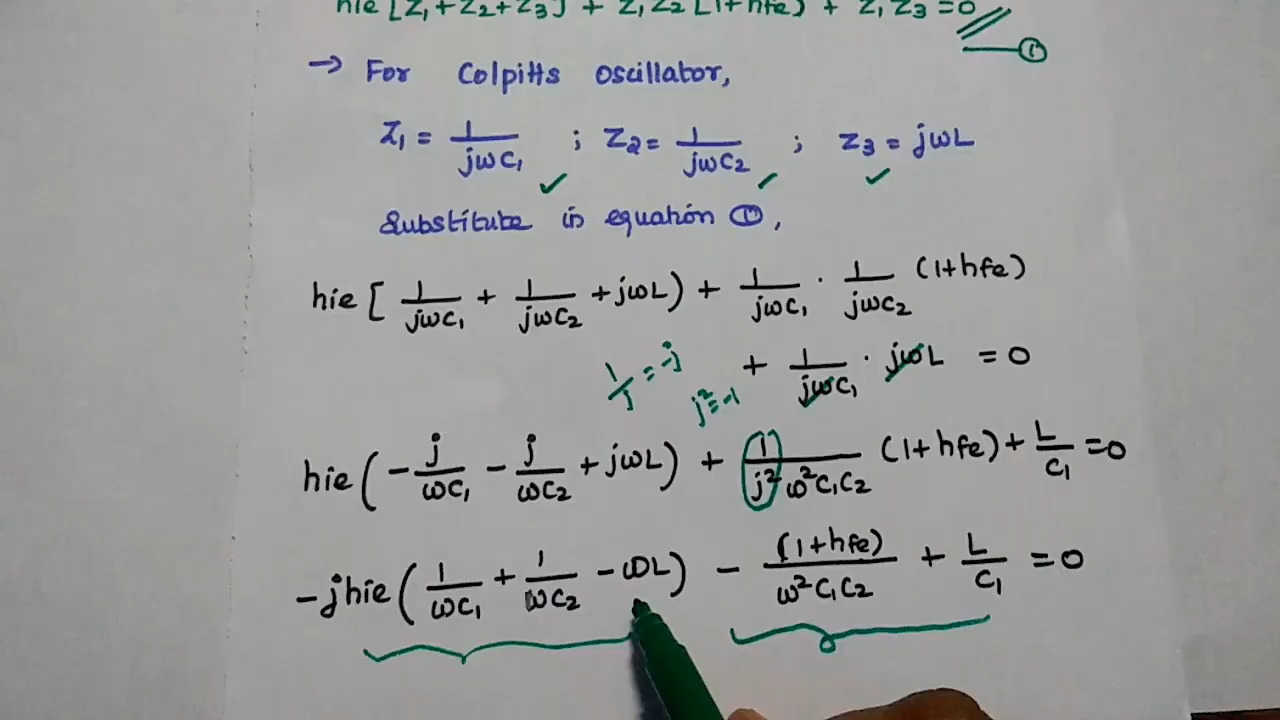 hie [Z₁+Z₂+Z₃] + Z₁Z₂ [1+hfe) + Z₁Z₃ = 0
①
→ For Colpitts oscillator,
Z₁ = 1/jωC₁ ; Z₂ = 1/jωC₂ ; Z₃ = jωL
Substitute in equation ①,
hie [ 1/jωC₁ + 1/jωC₂ + jωL ) + 1/jωC₁ · 1/jωC₂ (1+hfe)
1/j = -j j² = -1 + 1/jωC₁ · jωL = 0
hie ( - j/ωC₁ - j/ωC₂ + jωL ) + 1/j²ω²C₁C₂ (1+hfe) + L/C₁ = 0
-jhie ( 1/ωC₁ + 1/ωC₂ - ωL ) - (1+hfe)/ω²C₁C₂ + L/C₁ = 0